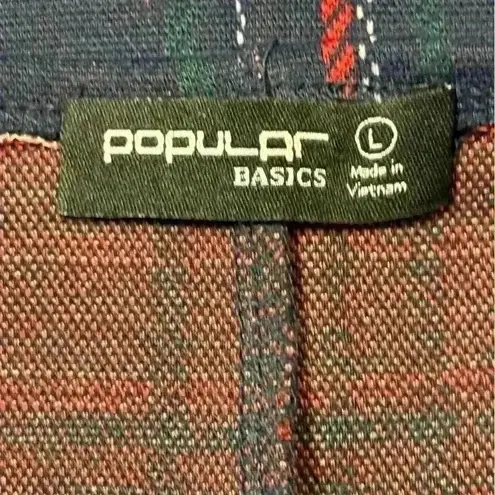 POPULAR
BASICS
L
Made in
Vietnam